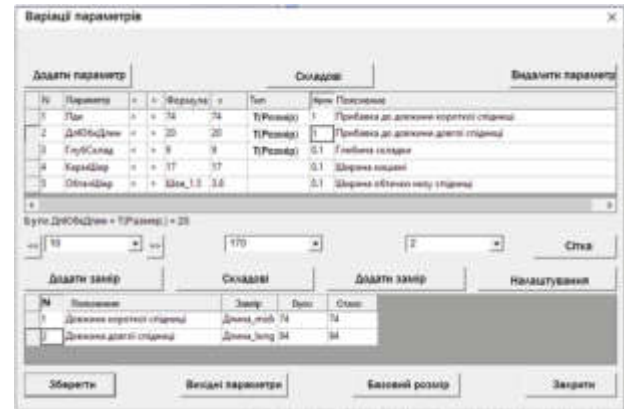 Варіації параметрів
Додати параметр Складові Видалити параметр
N Параметр = + Формула = Тип Пояснення
1 = + 74 74 T(Розмір) 1 Прибавка до довжини короткої спідниці
2 = + 20 20 T(Розмір) 1 Прибавка до довжини довгої спідниці
3 ГлубСклад = + 9 9 T(Розмір) 0.1 Глибина складки
4 = + 17 17 0.1 Ширина кишені
5 = + 3.8 0.1 Ширина обтачки низу спідниці
<< >> 170 2 Сітка
Додати замір Складові Додати замір Налаштування
N Пояснення Замір Було Стало
1 Довжина короткої спідниці 74 74
2 Довжина довгої спідниці Длина_long 94 94
Зберегти Вихідні параметри Базовий розмір Закрити